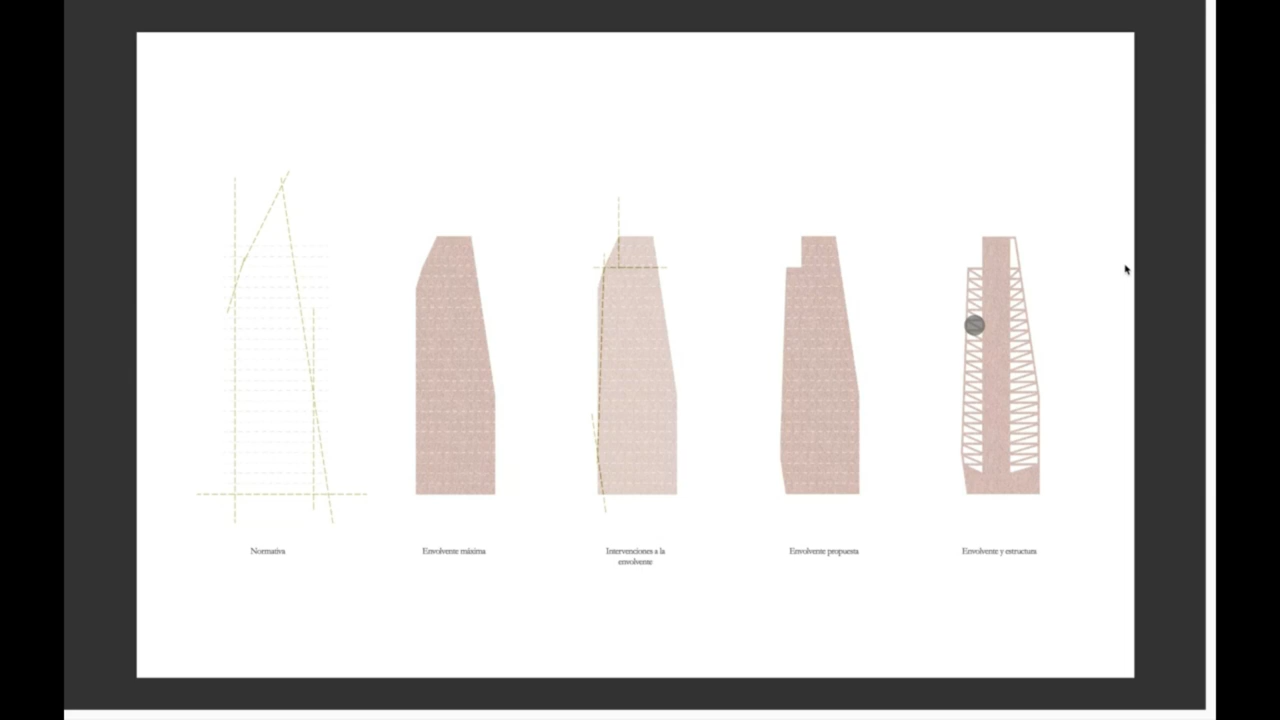 Normativa
Envolvente máxima
Intervenciones a la
envolvente
Envolvente propuesta
Envolvente y estructura